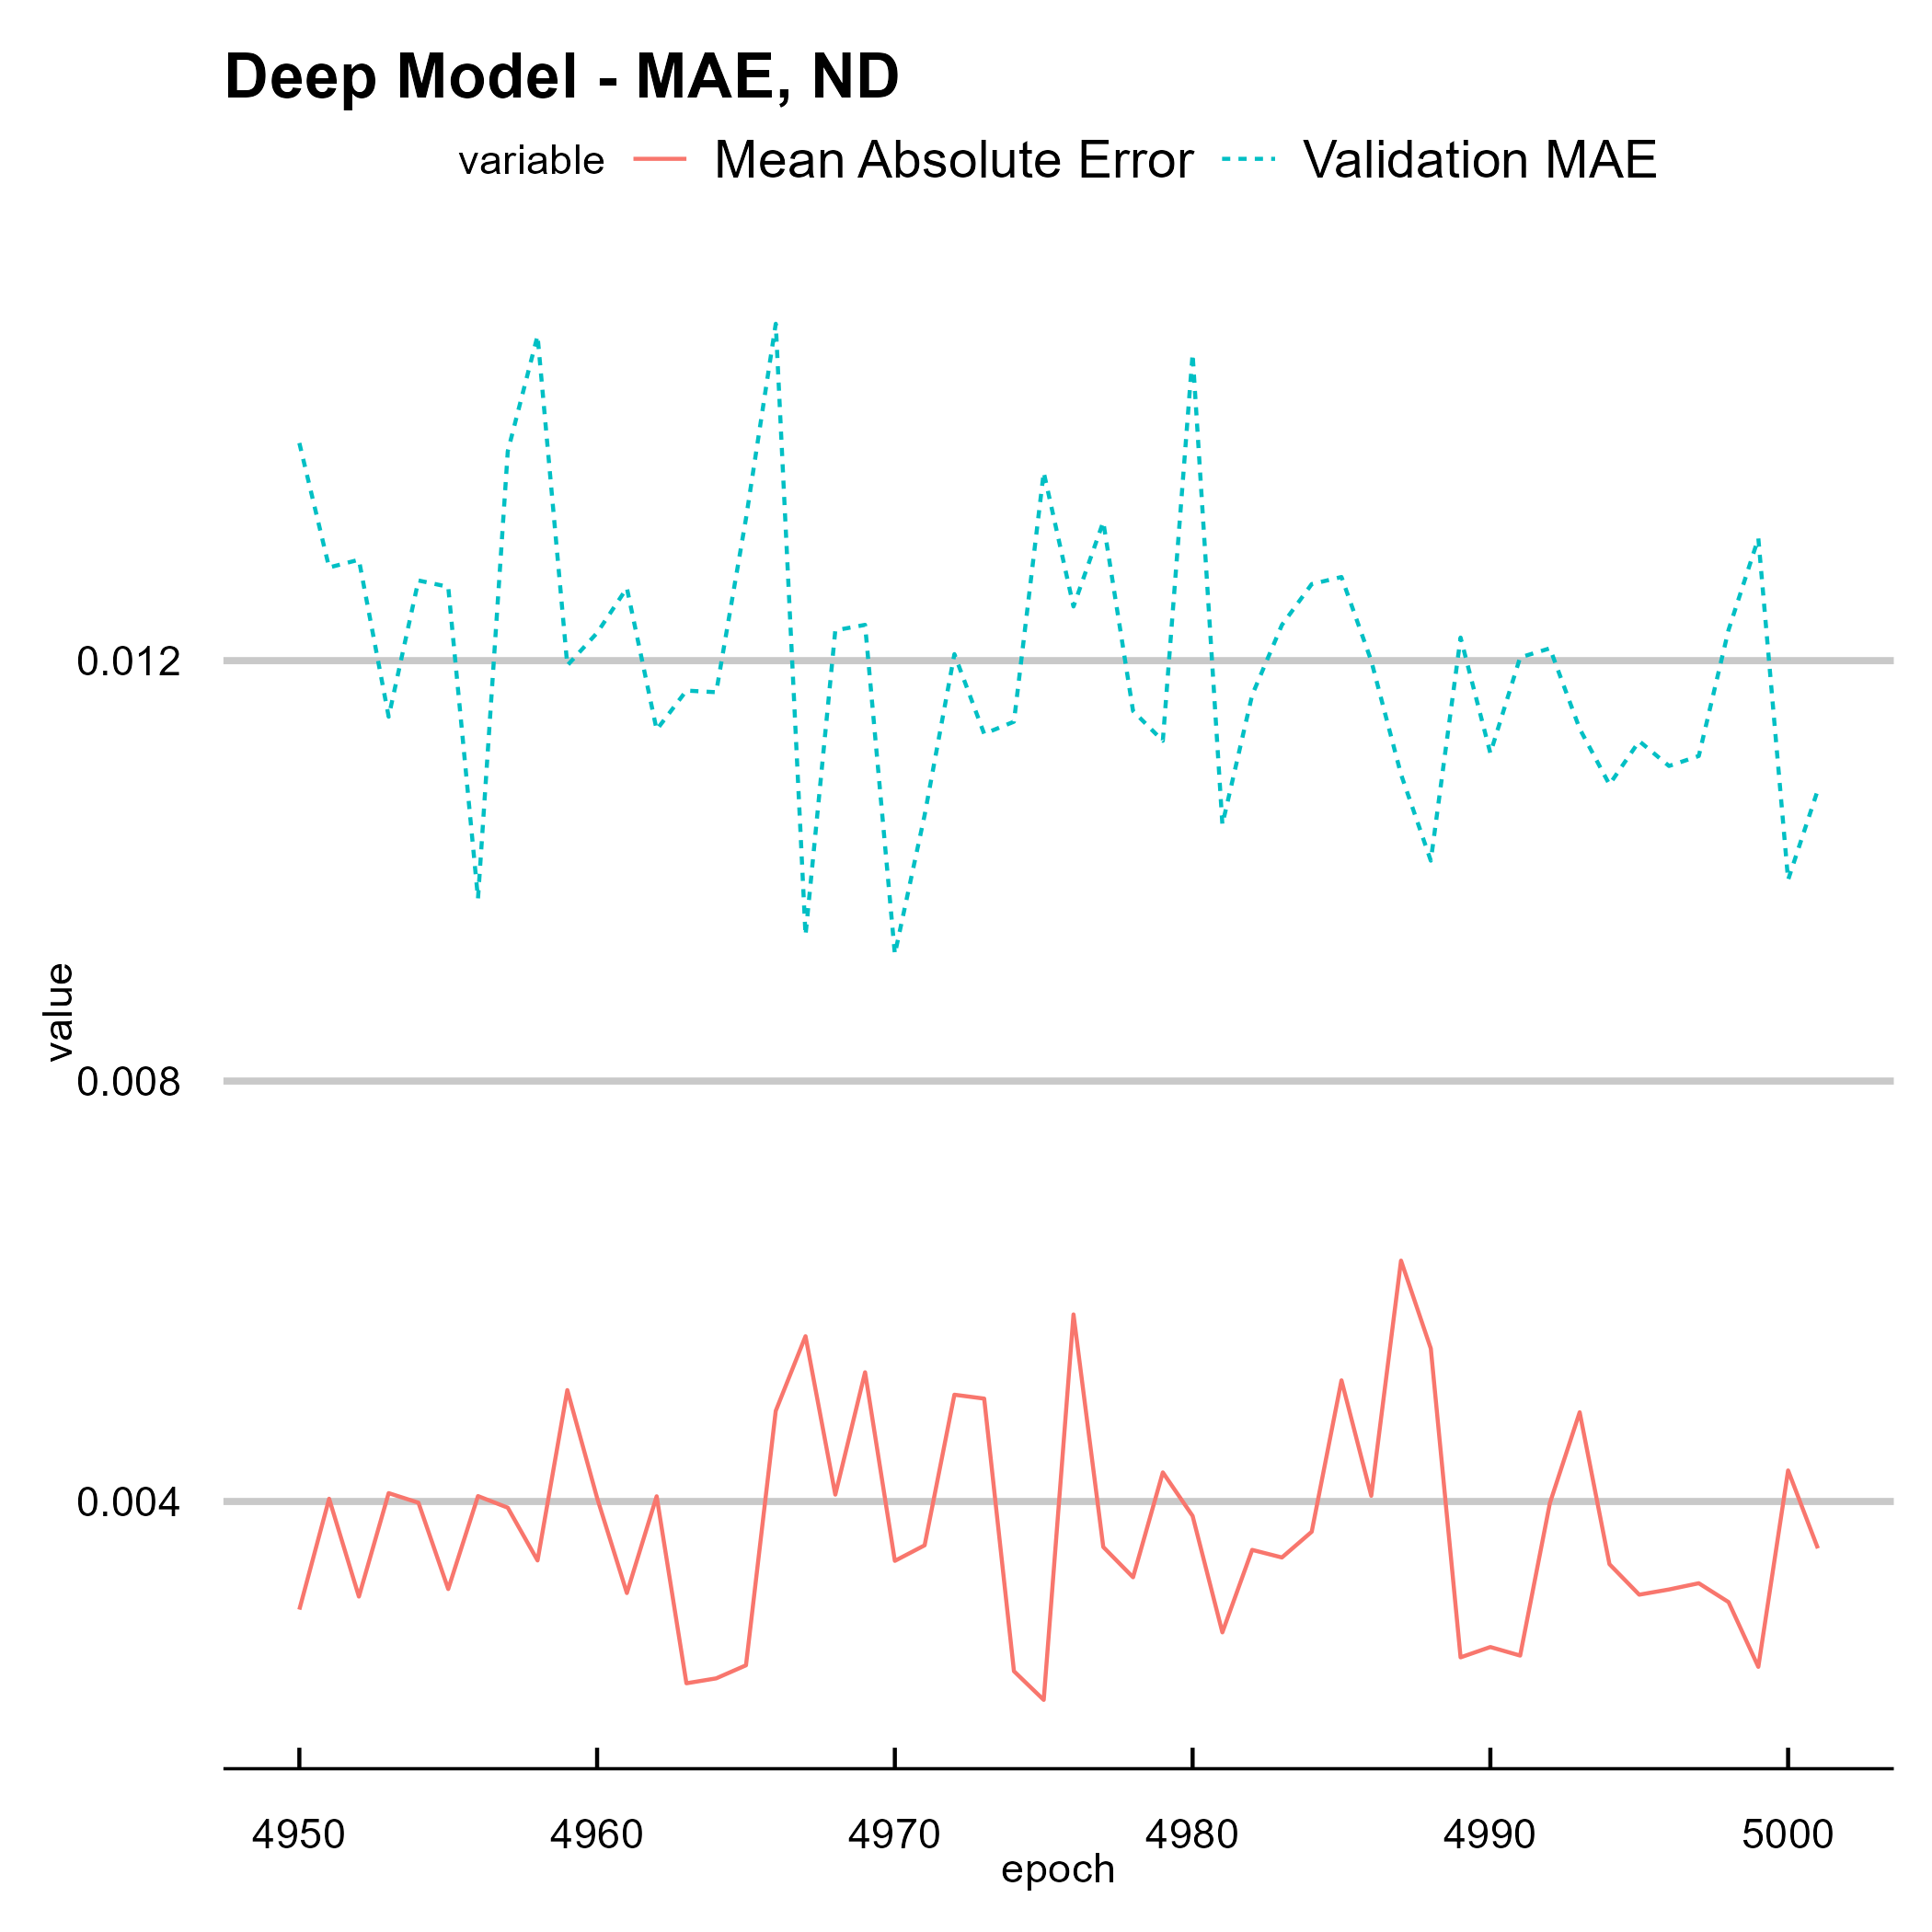 Deep Model - MAE, ND
variable Mean Absolute Error Validation MAE
0.012
value
0.008
0.004
4950 4960 4970 4980 4990 5000
epoch